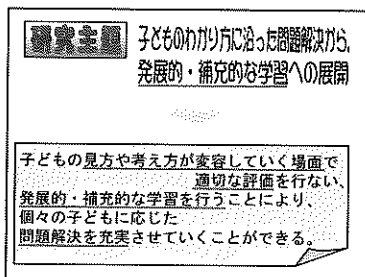 研究主題
子どものわかり方に沿った問題解決から、
発展的・補充的な学習への展開
子どもの見方や考え方が変容していく場面で
適切な評価を行ない、
発展的・補充的な学習を行うことにより、
個々の子どもに応じた
問題解決を充実させていくことができる。